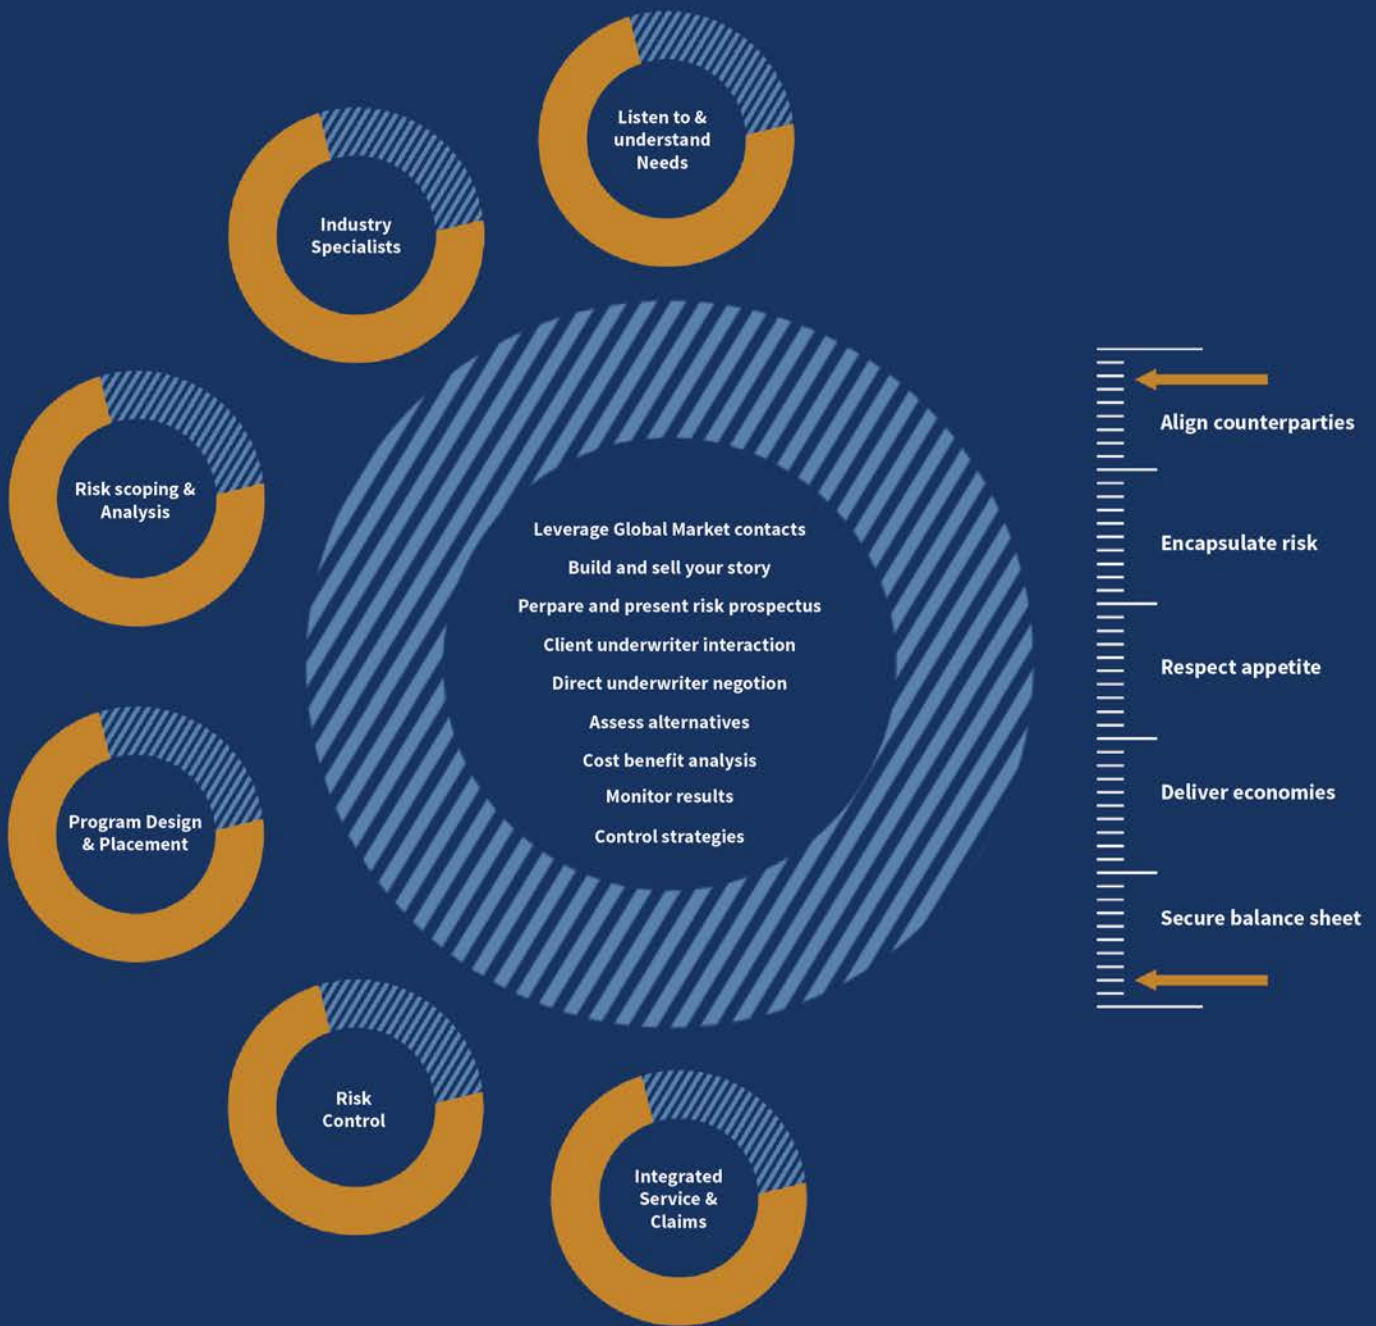 Listen to &
understand
Needs
Industry
Specialists
Risk scoping &
Analysis
Program Design
& Placement
Risk
Control
Integrated
Service &
Claims
Leverage Global Market contacts
Build and sell your story
Perpare and present risk prospectus
Client underwriter interaction
Direct underwriter negotion
Assess alternatives
Cost benefit analysis
Monitor results
Control strategies
Align counterparties
Encapsulate risk
Respect appetite
Deliver economies
Secure balance sheet